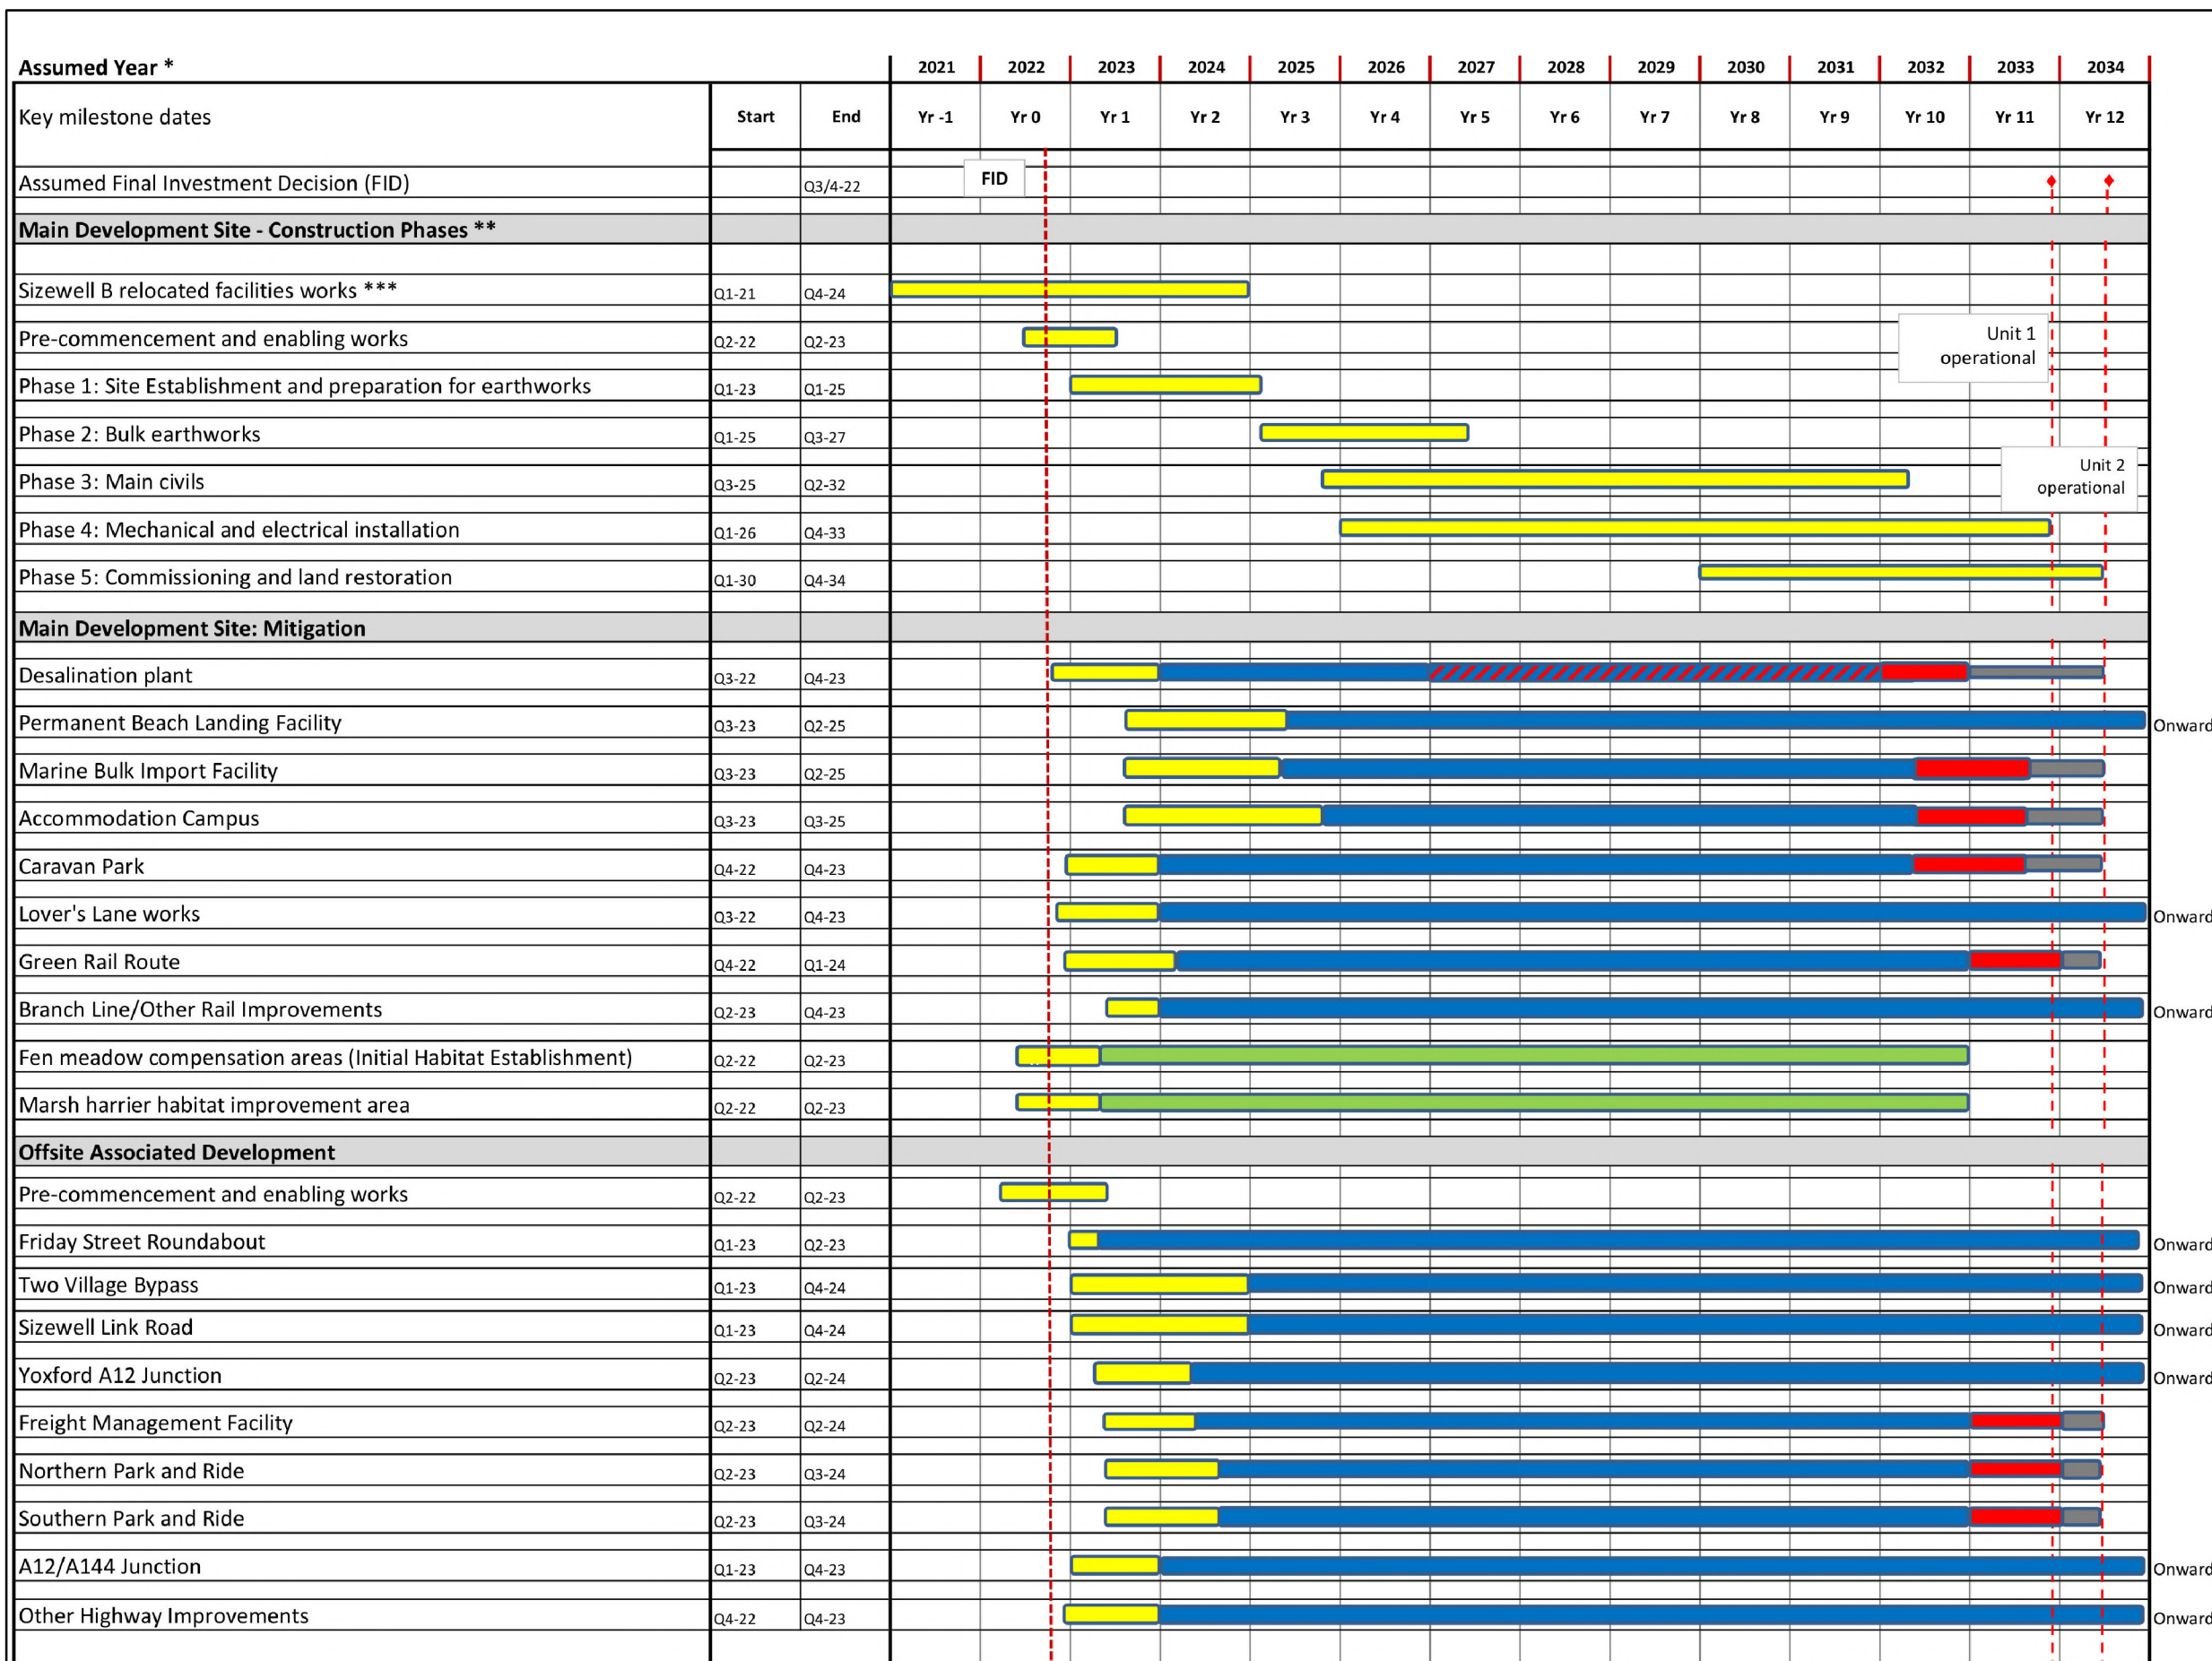 Assumed Year * 2021 2022 2023 2024 2025 2026 2027 2028 2029 2030 2031 2032 2033 2034
Key milestone dates Start End Yr -1 Yr 0 Yr 1 Yr 2 Yr 3 Yr 4 Yr 5 Yr 6 Yr 7 Yr 8 Yr 9 Yr 10 Yr 11 Yr 12
Assumed Final Investment Decision (FID) Q3/4-22 FID
Main Development Site - Construction Phases **
Sizewell B relocated facilities works *** Q1-21 Q4-24
Pre-commencement and enabling works Q2-22 Q2-23 Unit 1
operational
Phase 1: Site Establishment and preparation for earthworks Q1-23 Q1-25
Phase 2: Bulk earthworks Q1-25 Q3-27
Phase 3: Main civils Q3-25 Q2-32 Unit 2
operational
Phase 4: Mechanical and electrical installation Q1-26 Q4-33
Phase 5: Commissioning and land restoration Q1-30 Q4-34
Main Development Site: Mitigation
Desalination plant Q3-22 Q4-23
Permanent Beach Landing Facility Q3-23 Q2-25 Onward
Marine Bulk Import Facility Q3-23 Q2-25
Accommodation Campus Q3-23 Q3-25
Caravan Park Q4-22 Q4-23
Lover's Lane works Q3-22 Q4-23 Onward
Green Rail Route Q4-22 Q1-24
Branch Line/Other Rail Improvements Q2-23 Q4-23 Onward
Fen meadow compensation areas (Initial Habitat Establishment) Q2-22 Q2-23
Marsh harrier habitat improvement area Q2-22 Q2-23
Offsite Associated Development
Pre-commencement and enabling works Q2-22 Q2-23
Friday Street Roundabout Q1-23 Q2-23 Onward
Two Village Bypass Q1-23 Q4-24 Onward
Sizewell Link Road Q1-23 Q4-24 Onward
Yoxford A12 Junction Q2-23 Q2-24 Onward
Freight Management Facility Q2-23 Q2-24
Northern Park and Ride Q2-23 Q3-24
Southern Park and Ride Q2-23 Q3-24
A12/A144 Junction Q1-23 Q4-23 Onward
Other Highway Improvements Q4-22 Q4-23 Onward